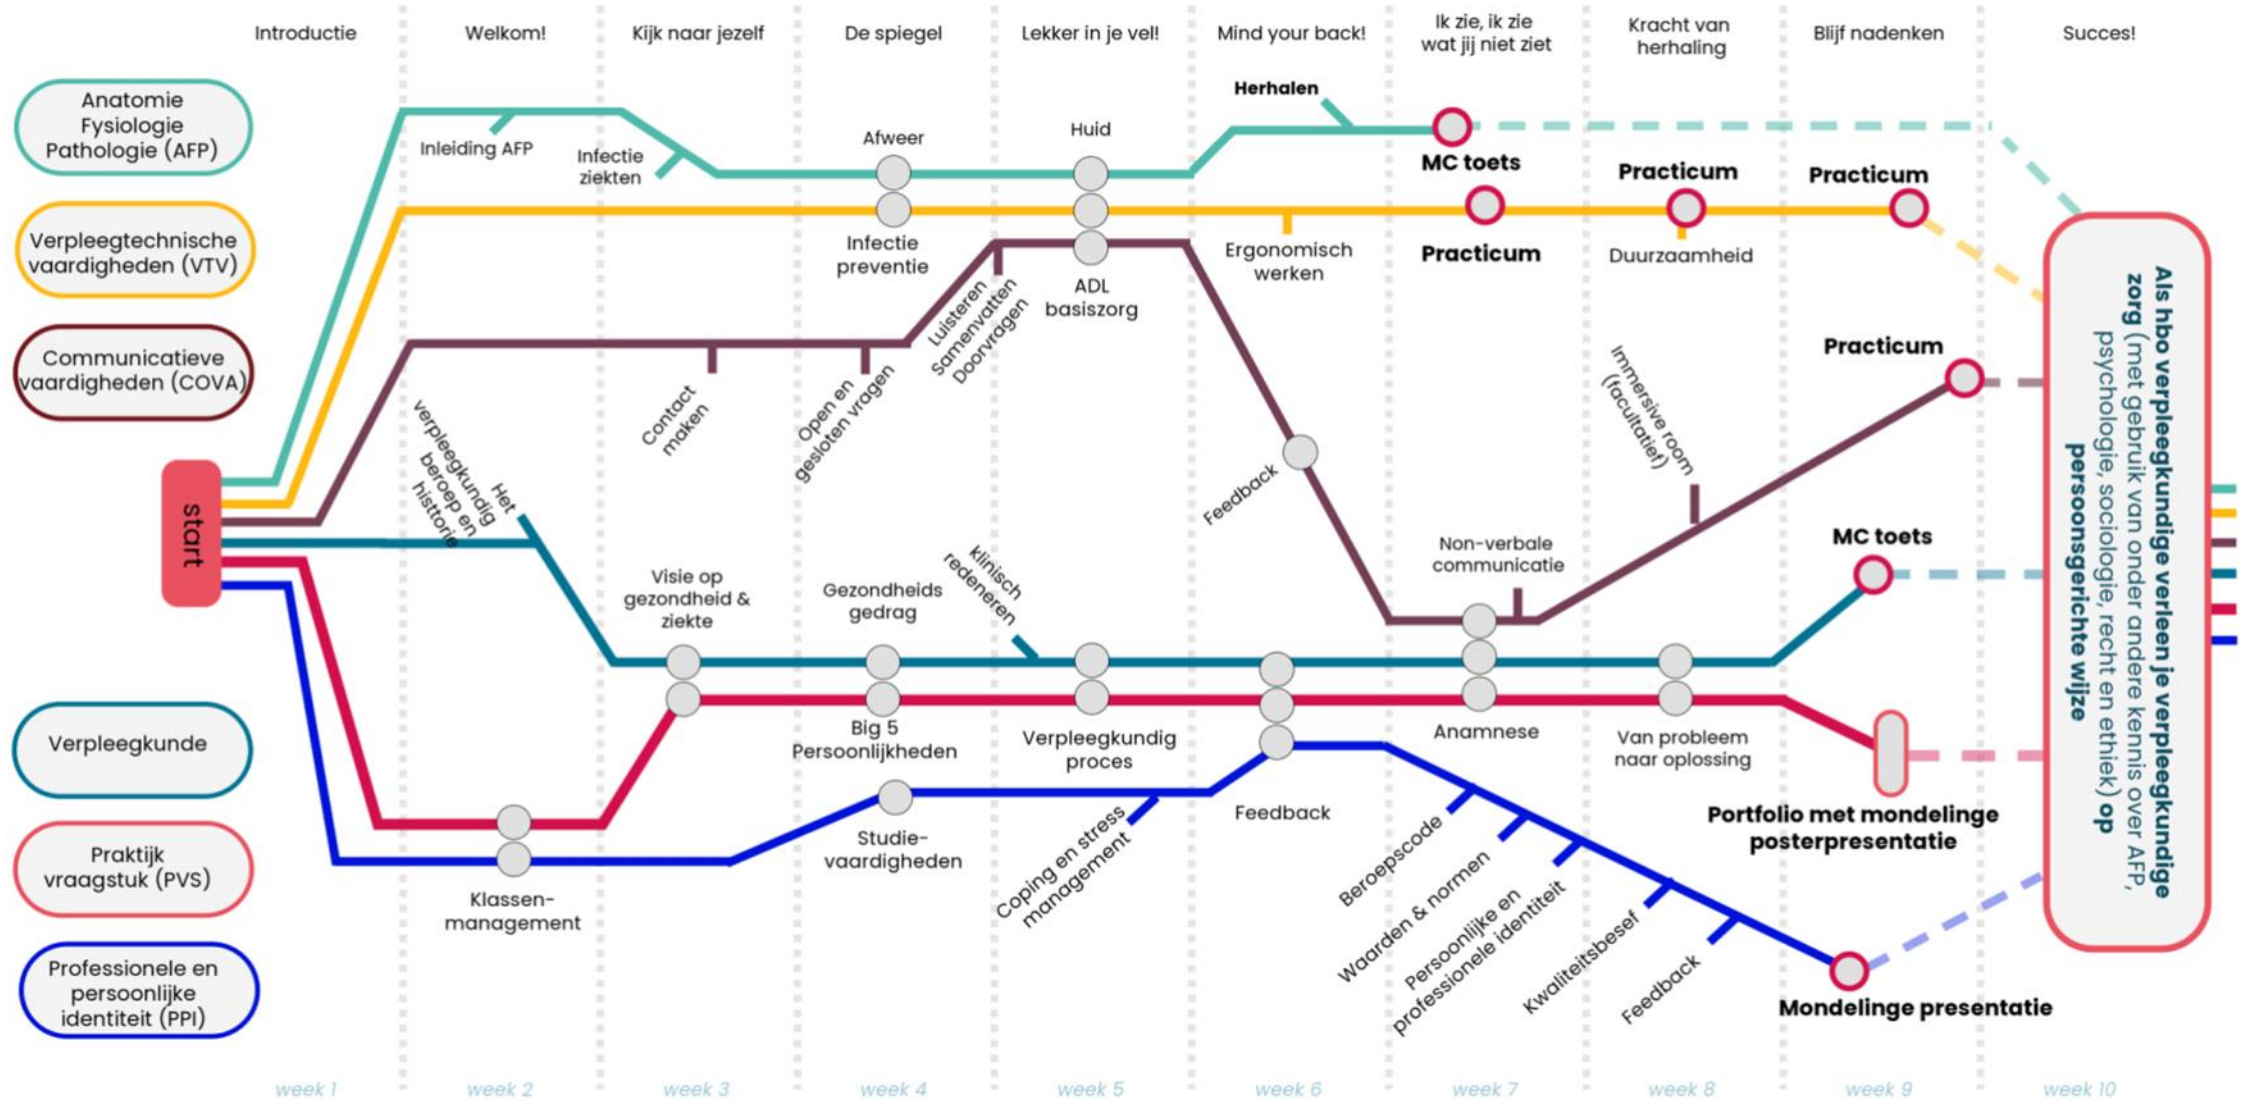 Introductie
Welkom!
Kijk naar jezelf
De spiegel
Lekker in je vel!
Mind your back!
Ik zie, ik zie
wat jij niet ziet
Kracht van
herhaling
Blijf nadenken
Succes!
Anatomie
Fysiologie
Pathologie (AFP)
Verpleegtechnische
vaardigheden (VTV)
Communicatieve
vaardigheden (COVA)
start
Verpleegkunde
Praktijk
vraagstuk (PVS)
Professionele en
persoonlijke
identiteit (PPI)
Inleiding AFP
Infectie
ziekten
Afweer
Huid
Herhalen
MC toets
Infectie
preventie
ADL
basiszorg
Ergonomisch
werken
Practicum
Practicum
Duurzaamheid
Practicum
Contact
maken
Open en
gesloten vragen
Luisteren
Samenvatten
Doorvragen
Feedback
Non-verbale
communicatie
Immersive room
(facultatief)
Practicum
Het
verpleegkundig
beroep en
histtorie
Visie op
gezondheid &
ziekte
Gezondheids
gedrag
klinisch
redeneren
MC toets
Big 5
Persoonlijkheden
Verpleegkundig
proces
Anamnese
Van probleem
naar oplossing
Portfolio met mondelinge
posterpresentatie
Klassen-
management
Studie-
vaardigheden
Coping en stress
management
Feedback
Beroepscode
Waarden & normen
Persoonlijke en
professionele identiteit
Kwaliteitsbesef
Feedback
Mondelinge presentatie
Als hbo verpleegkundige verleen je verpleegkundige
zorg (met gebruik van onder andere kennis over AFP,
psychologie, sociologie, recht en ethiek) op
persoonsgerichte wijze
week 1
week 2
week 3
week 4
week 5
week 6
week 7
week 8
week 9
week 10